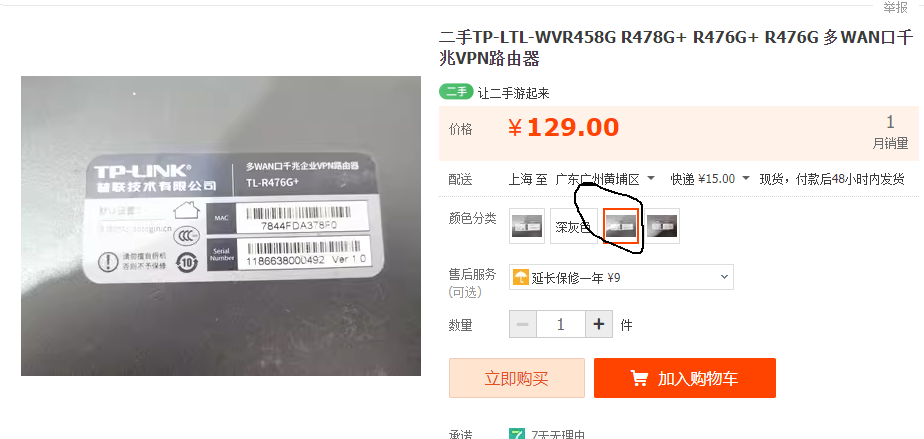 举报
二手TP-LTL-WVR458G R478G+ R476G+ R476G 多WAN口千
兆VPN路由器
二手 让二手游起来
价格 ¥129.00
1
月销量
配送 上海 至 广东广州黄埔区 快递 ¥15.00 现货，付款后48小时内发货
颜色分类 深灰色
售后服务 延长保修一年 ¥9
(可选)
数量 1 件
立即购买 加入购物车
承诺 7天无理由
TP-LINK®
普联技术有限公司
多WAN口千兆企业VPN路由器
TL-R476G+
默认设置：
MAC
7844FDA378F0
Serial
Number
1186638000492 Ver 1.0
请勿擅自拆机
否则不予保修
10